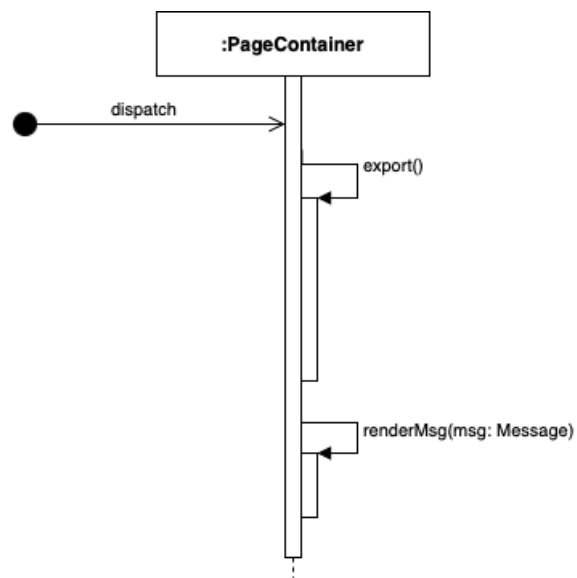 :PageContainer
dispatch
export()
renderMsg(msg: Message)